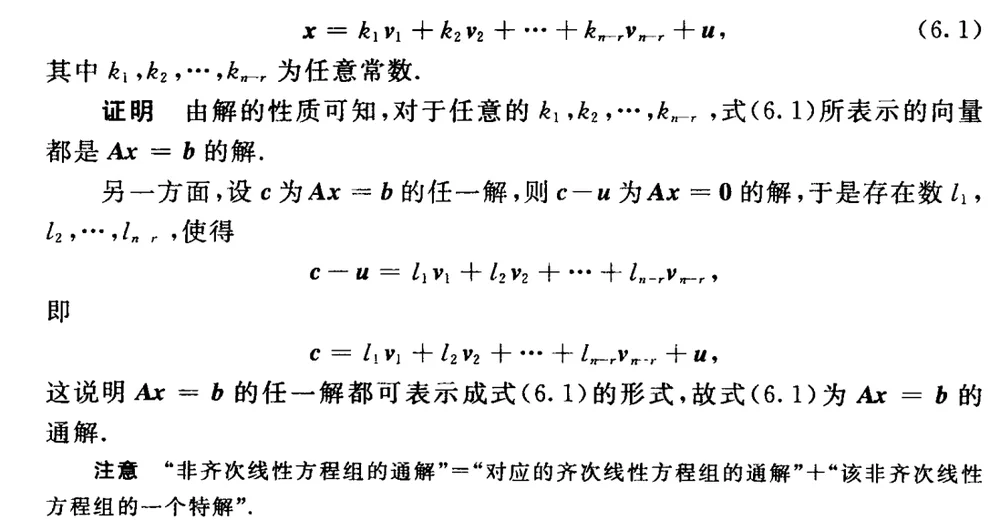 x = k₁v₁ + k₂v₂ + ⋯ + kₙ₋ᵣvₙ₋ᵣ + u, (6.1)
其中 k₁,k₂,⋯,kₙ₋ᵣ 为任意常数.
证明 由解的性质可知,对于任意的 k₁,k₂,⋯,kₙ₋ᵣ,式(6.1)所表示的向量
都是 Ax = b 的解.
另一方面,设 c 为 Ax = b 的任一解,则 c−u 为 Ax = 0 的解,于是存在数 l₁,
l₂,⋯,lₙ₋ᵣ,使得
c − u = l₁v₁ + l₂v₂ + ⋯ + lₙ₋ᵣvₙ₋ᵣ,
即
c = l₁v₁ + l₂v₂ + ⋯ + lₙ₋ᵣvₙ₋ᵣ + u,
这说明 Ax = b 的任一解都可表示成式(6.1)的形式,故式(6.1)为 Ax = b 的
通解.
注意 “非齐次线性方程组的通解”=“对应的齐次线性方程组的通解”+“该非齐次线性
方程组的一个特解”.